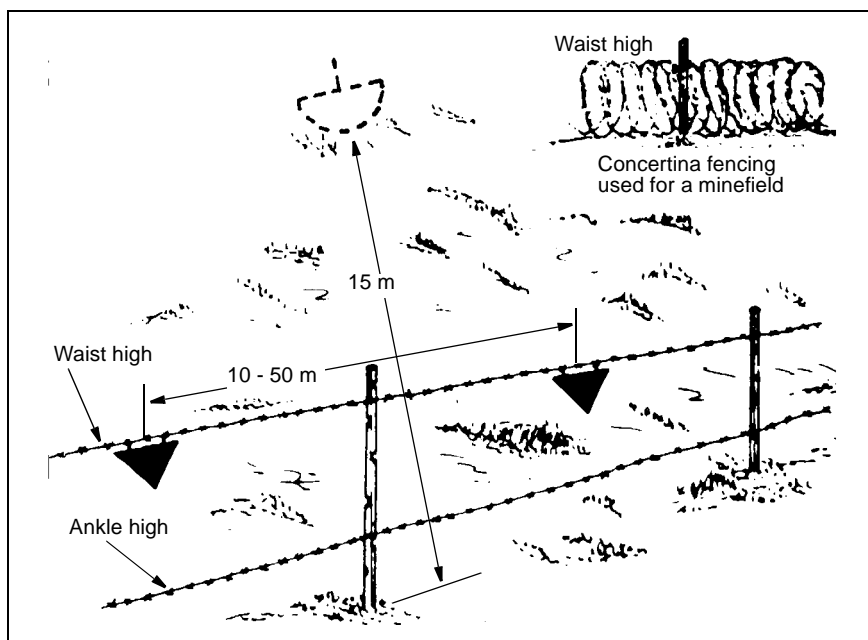 Waist high
Concertina fencing
used for a minefield
15 m
Waist high
10 - 50 m
Ankle high